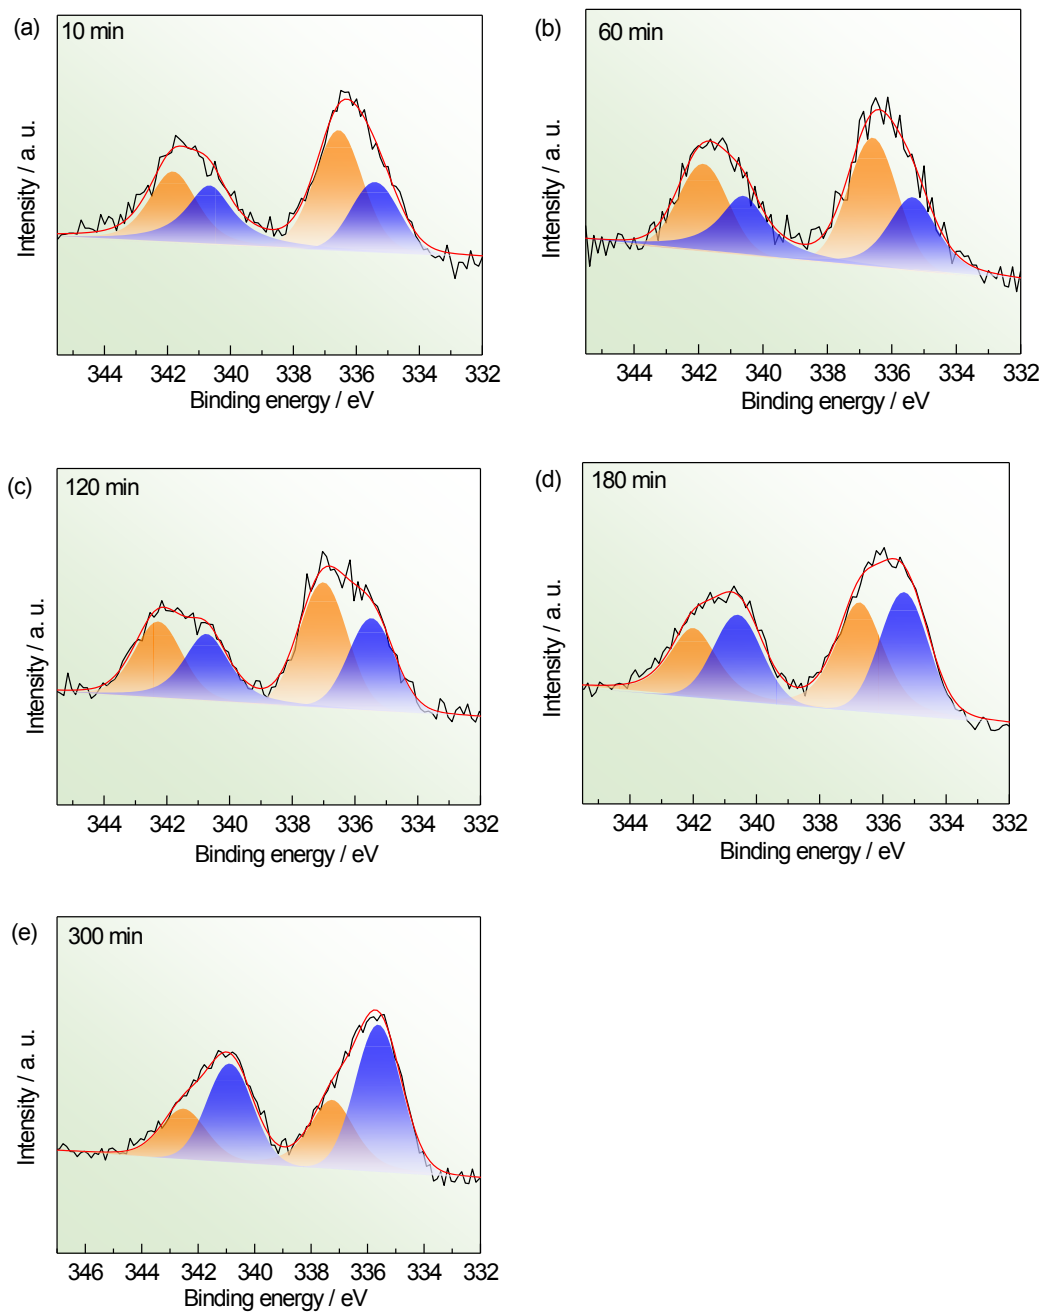 (a)
10 min
Intensity / a. u.
344 342 340 338 336 334 332
Binding energy / eV
(b)
60 min
Intensity / a. u.
344 342 340 338 336 334 332
Binding energy / eV
(c)
120 min
Intensity / a. u.
344 342 340 338 336 334 332
Binding energy / eV
(d)
180 min
Intensity / a. u.
344 342 340 338 336 334 332
Binding energy / eV
(e)
300 min
Intensity / a. u.
346 344 342 340 338 336 334 332
Binding energy / eV